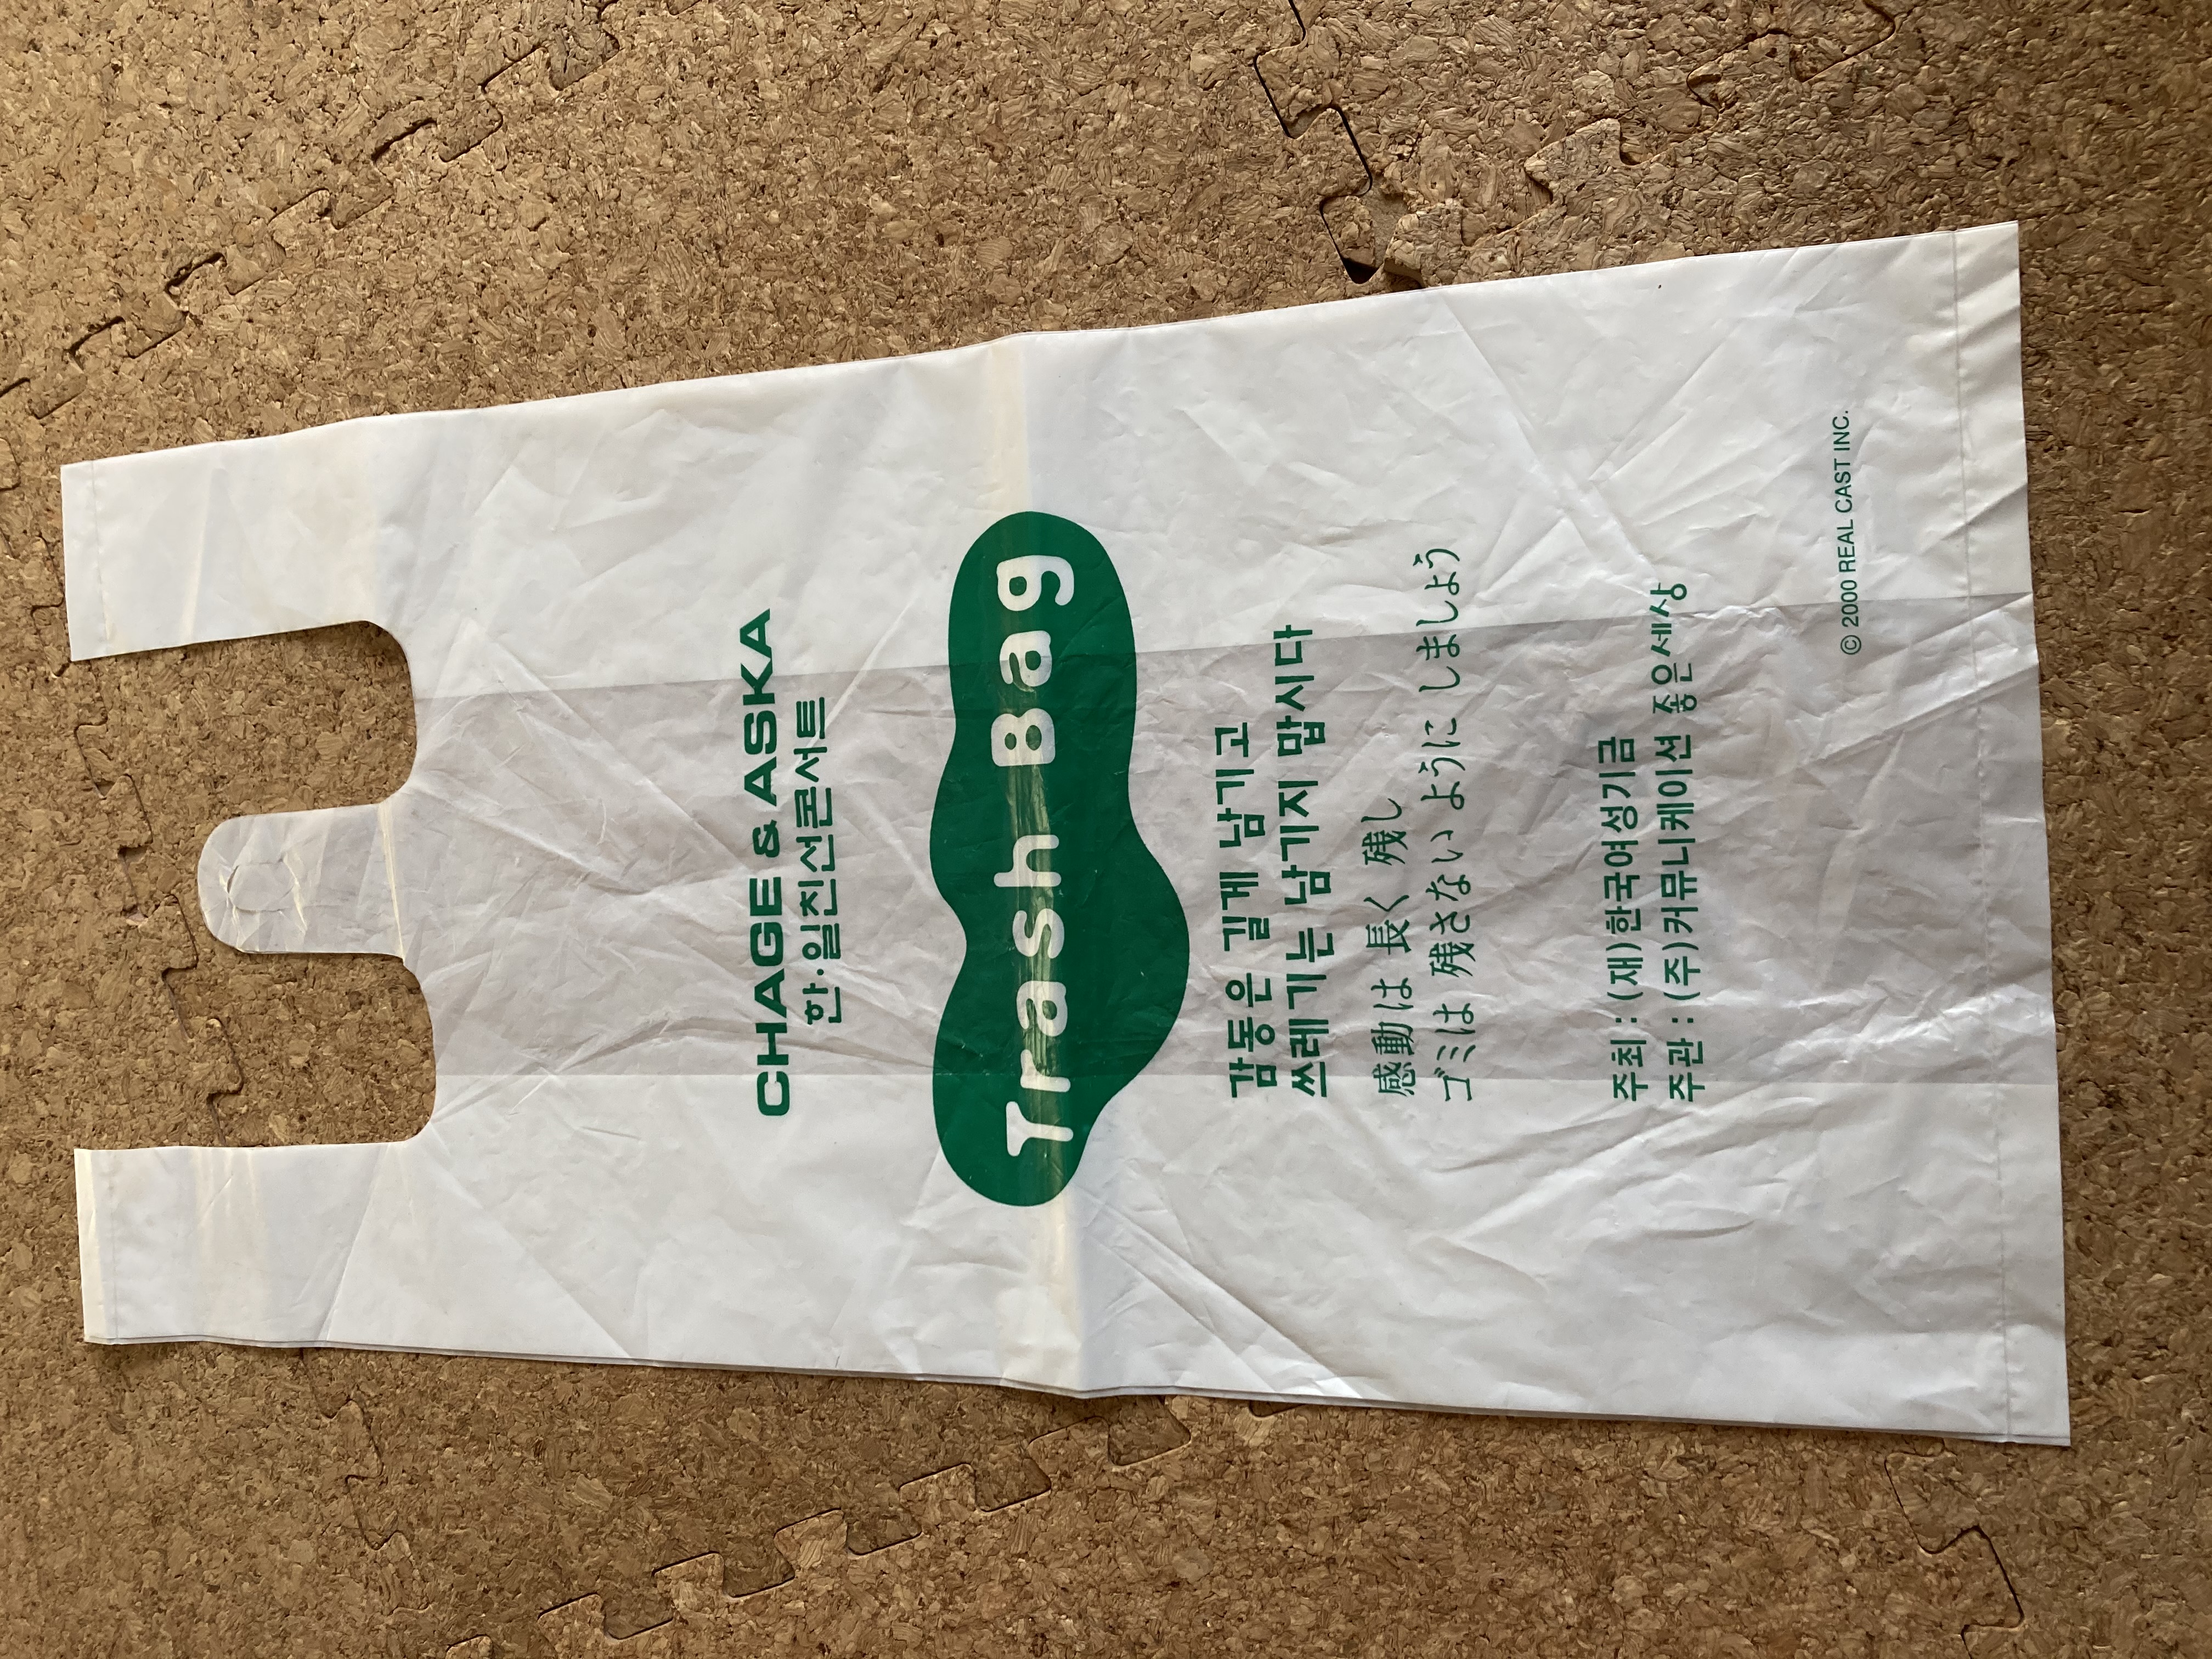 CHAGE & ASKA
한·일친선콘서트
Trash Bag
감동은 길게 남기고
쓰레기는 남기지 맙시다
感動は 長く 残し
ゴミは 残さない ように しましょう
주최 : (재)한국여성기금
주관 : (주)커뮤니케이션 좋은세상
© 2000 REAL CAST INC.